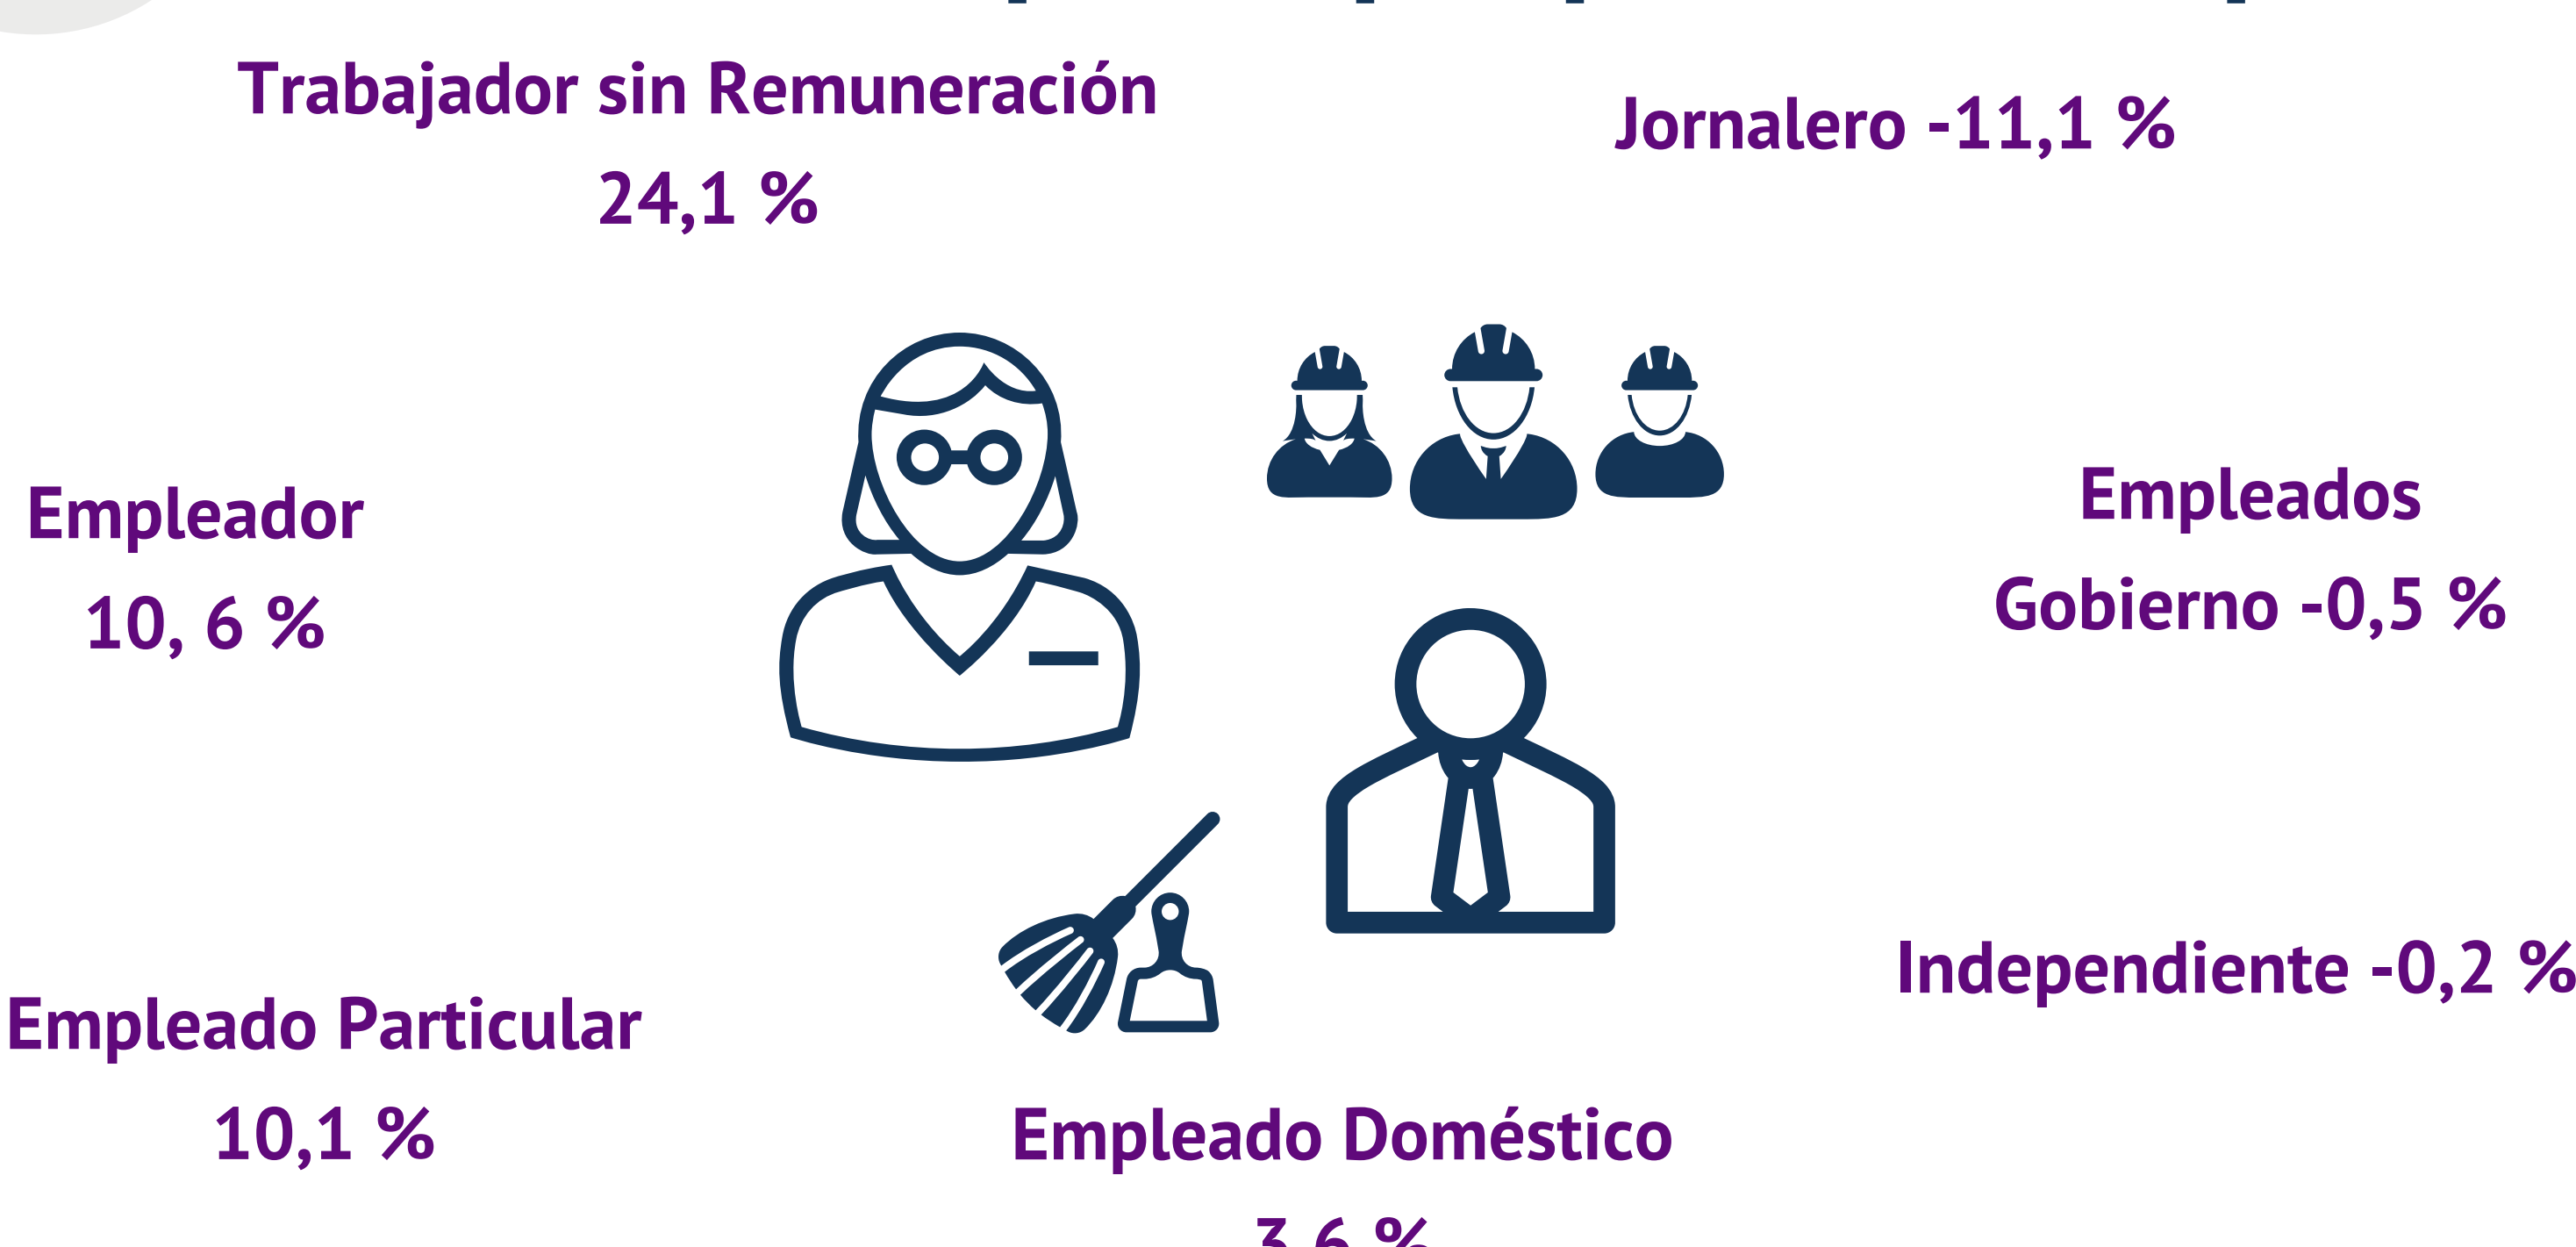 Trabajador sin Remuneración
24,1 %
Jornalero -11,1 %
Empleador
10, 6 %
Empleados
Gobierno -0,5 %
Independiente -0,2 %
Empleado Particular
10,1 %
Empleado Doméstico